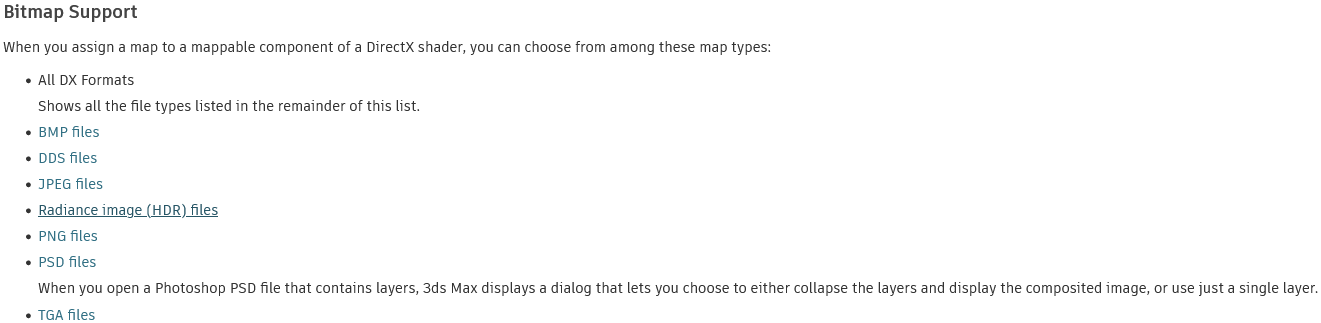 Bitmap Support
When you assign a map to a mappable component of a DirectX shader, you can choose from among these map types:
• All DX Formats
Shows all the file types listed in the remainder of this list.
• BMP files
• DDS files
• JPEG files
• Radiance image (HDR) files
• PNG files
• PSD files
When you open a Photoshop PSD file that contains layers, 3ds Max displays a dialog that lets you choose to either collapse the layers and display the composited image, or use just a single layer.
• TGA files